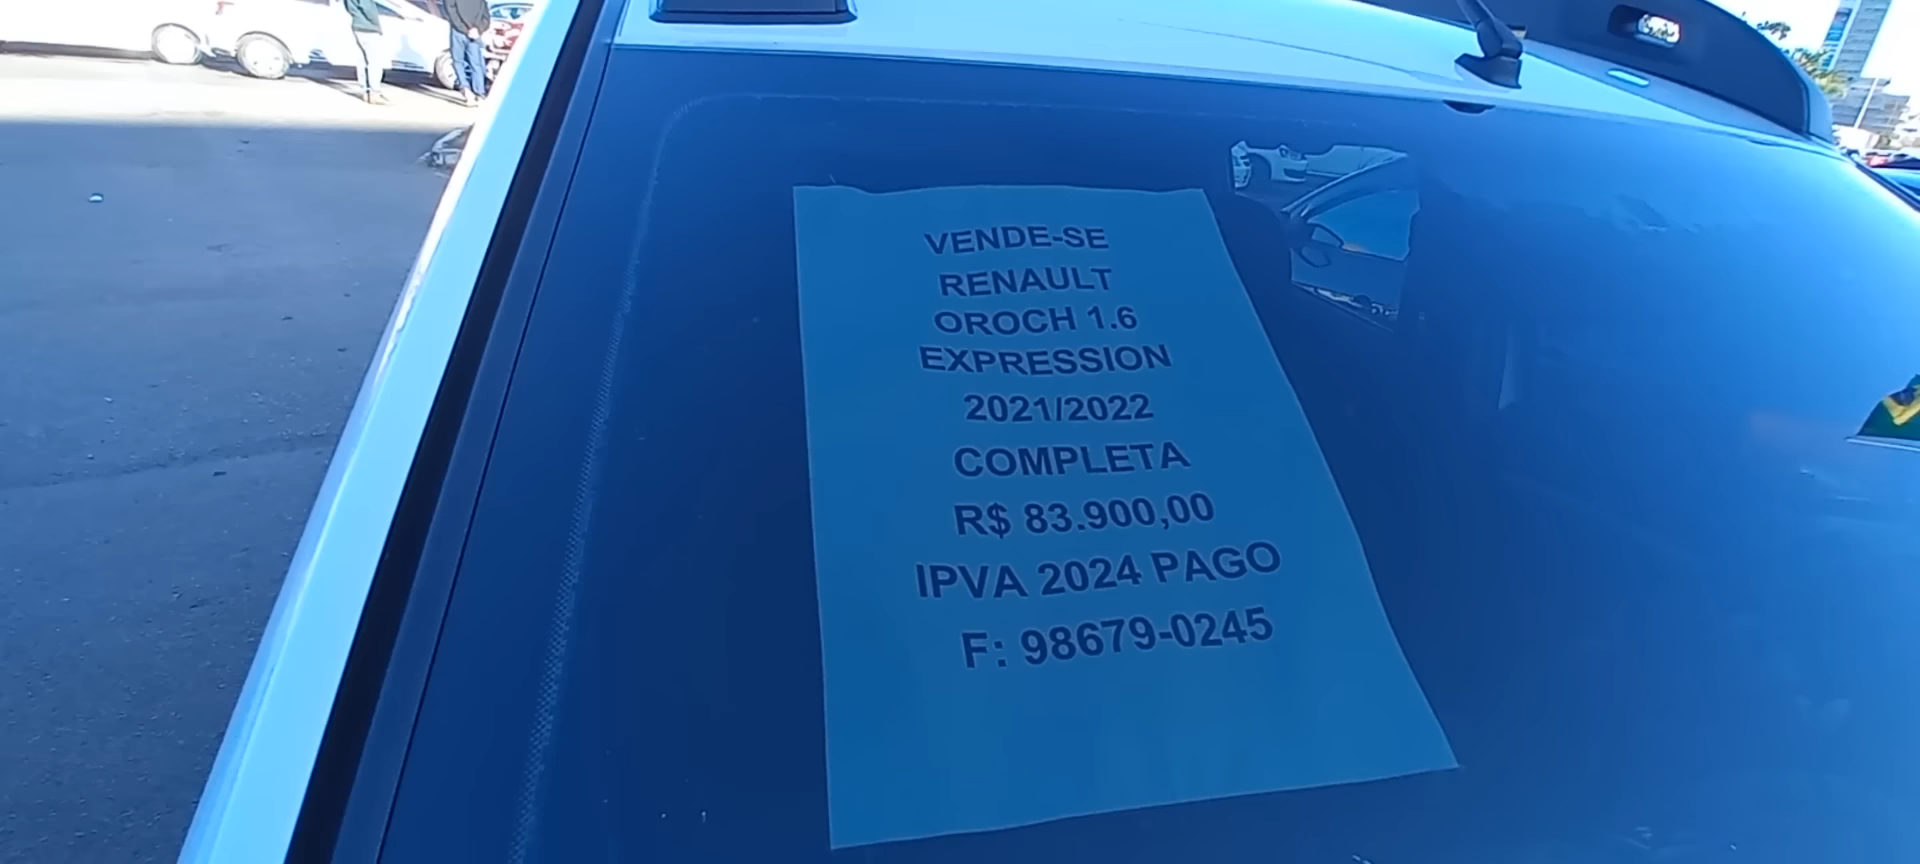 VENDE-SE
RENAULT
OROCH 1.6
EXPRESSION
2021/2022
COMPLETA
R$ 83.900,00
IPVA 2024 PAGO
F: 98679-0245